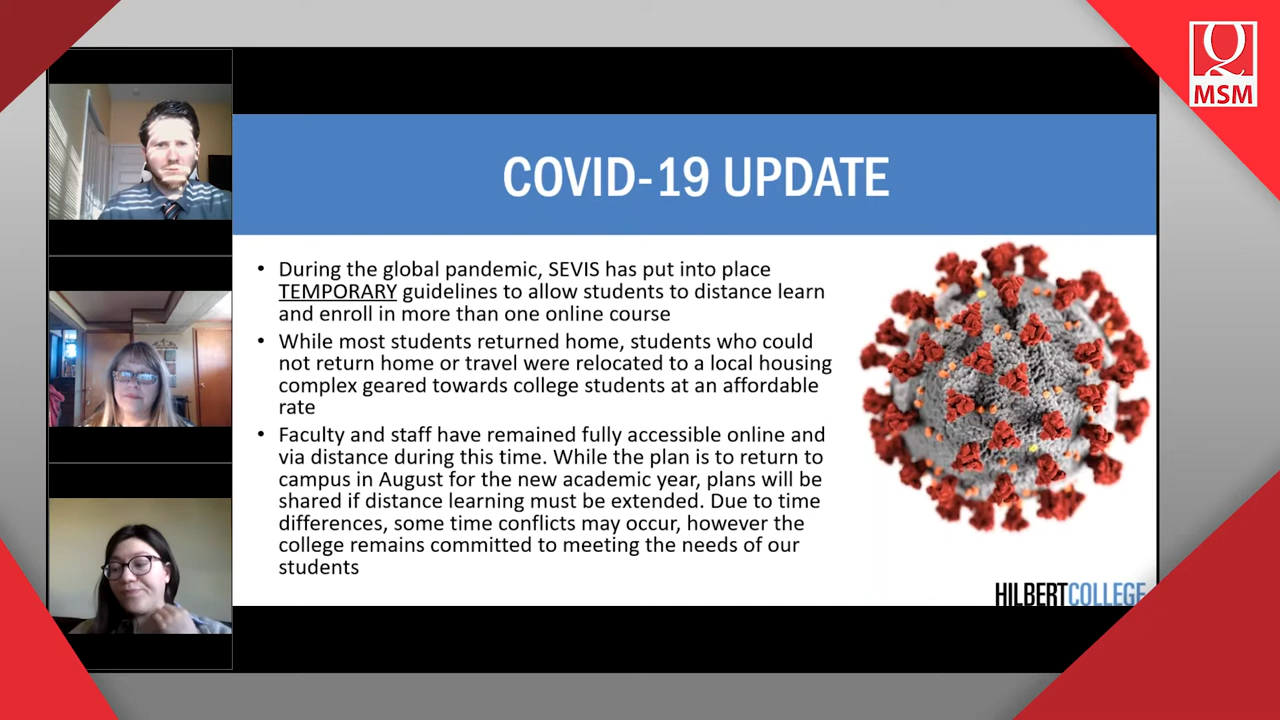 MSM
COVID-19 UPDATE
• During the global pandemic, SEVIS has put into place
TEMPORARY guidelines to allow students to distance learn
and enroll in more than one online course
• While most students returned home, students who could
not return home or travel were relocated to a local housing
complex geared towards college students at an affordable
rate
• Faculty and staff have remained fully accessible online and
via distance during this time. While the plan is to return to
campus in August for the new academic year, plans will be
shared if distance learning must be extended. Due to time
differences, some time conflicts may occur, however the
college remains committed to meeting the needs of our
students
HILBERTCOLLEGE